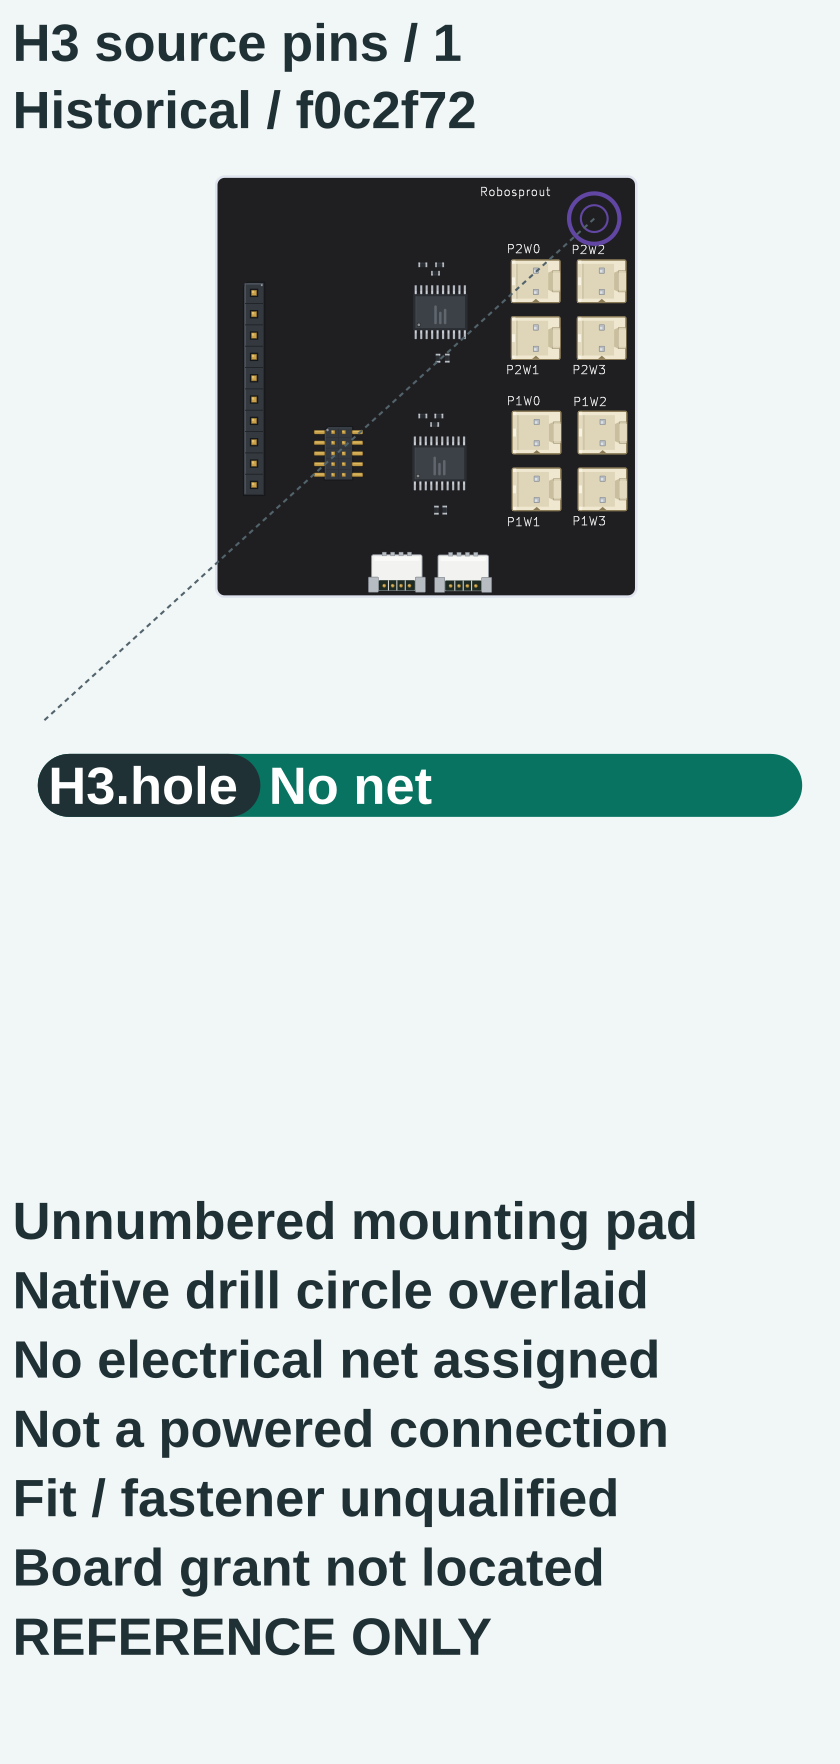 H3 source pins / 1
Historical / f0c2f72
Robosprout
P2W0 P2W2
P2W1 P2W3
P1W0 P1W2
P1W1 P1W3
H3.hole No net
Unnumbered mounting pad
Native drill circle overlaid
No electrical net assigned
Not a powered connection
Fit / fastener unqualified
Board grant not located
REFERENCE ONLY